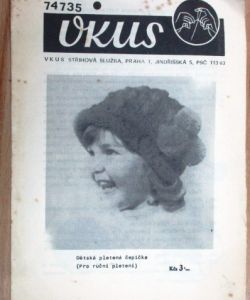 74735
VKUS
VKUS STŘIHOVÁ SLUŽBA, PRAHA 1, JINDŘIŠSKÁ 5, PSČ 113 63
Dětská pletená čepička
(Pro ruční pletení)
Kčs 3,-